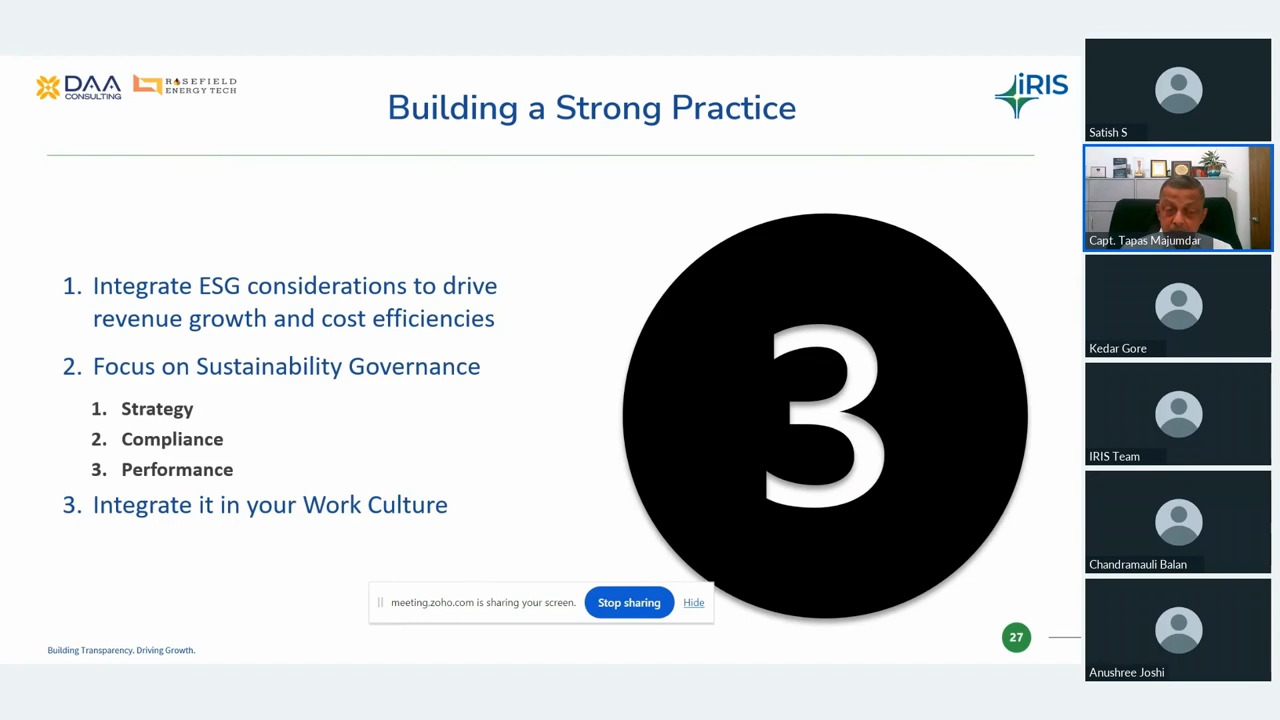 DAA
CONSULTING
ROSEFIELD
ENERGY TECH
iRIS
Building a Strong Practice
1. Integrate ESG considerations to drive
revenue growth and cost efficiencies
2. Focus on Sustainability Governance
1. Strategy
2. Compliance
3. Performance
3. Integrate it in your Work Culture
3
meeting.zoho.com is sharing your screen.
Stop sharing
Hide
27
Building Transparency. Driving Growth.
Satish S
Capt. Tapas Majumdar
Kedar Gore
IRIS Team
Chandramauli Balan
Anushree Joshi